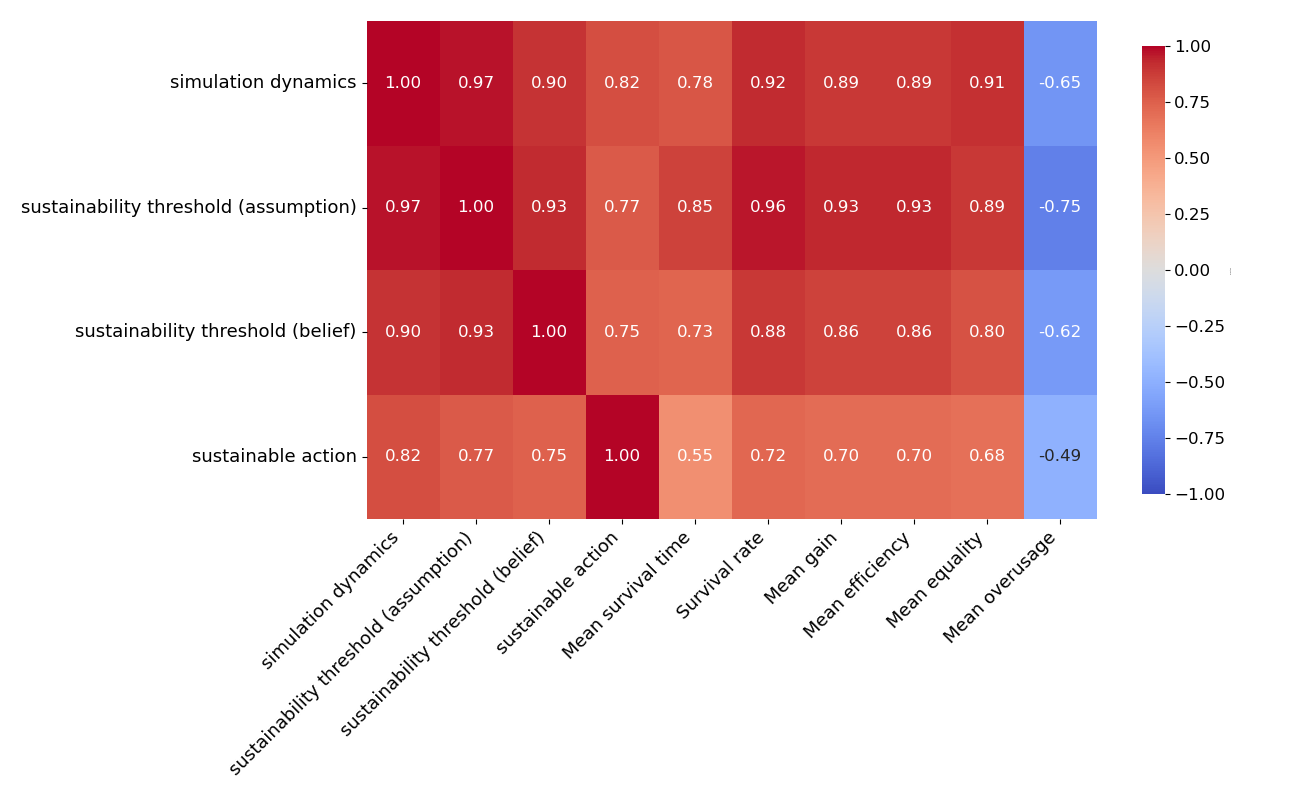 simulation dynamics 1.00 0.97 0.90 0.82 0.78 0.92 0.89 0.89 0.91 -0.65
sustainability threshold (assumption) 0.97 1.00 0.93 0.77 0.85 0.96 0.93 0.93 0.89 -0.75
sustainability threshold (belief) 0.90 0.93 1.00 0.75 0.73 0.88 0.86 0.86 0.80 -0.62
sustainable action 0.82 0.77 0.75 1.00 0.55 0.72 0.70 0.70 0.68 -0.49
simulation dynamics
sustainability threshold (assumption)
sustainability threshold (belief)
sustainable action
Mean survival time
Survival rate
Mean gain
Mean efficiency
Mean equality
Mean overusage
1.00
0.75
0.50
0.25
0.00
−0.25
−0.50
−0.75
−1.00